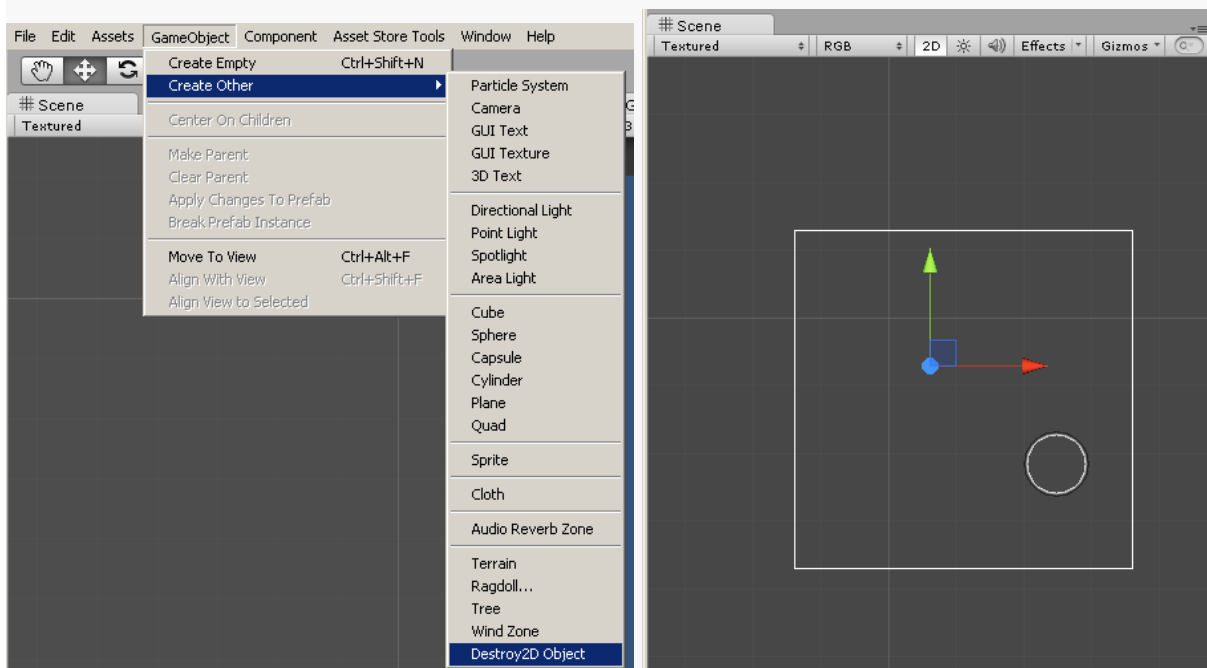 File Edit Assets GameObject Component Asset Store Tools Window Help
Create Empty Ctrl+Shift+N
Create Other
Center On Children
Make Parent
Clear Parent
Apply Changes To Prefab
Break Prefab Instance
Move To View Ctrl+Alt+F
Align With View Ctrl+Shift+F
Align View to Selected
Scene
Textured
Particle System
Camera
GUI Text
GUI Texture
3D Text
Directional Light
Point Light
Spotlight
Area Light
Cube
Sphere
Capsule
Cylinder
Plane
Quad
Sprite
Cloth
Audio Reverb Zone
Terrain
Ragdoll...
Tree
Wind Zone
Destroy2D Object
Scene
Textured RGB 2D Effects Gizmos